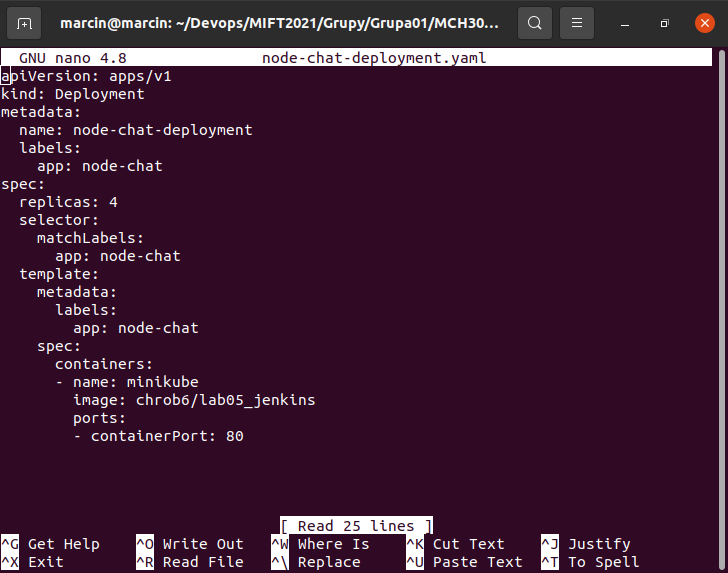 marcin@marcin: ~/Devops/MIFT2021/Grupy/Grupa01/MCH30...
GNU nano 4.8 node-chat-deployment.yaml
apiVersion: apps/v1
kind: Deployment
metadata:
  name: node-chat-deployment
  labels:
    app: node-chat
spec:
  replicas: 4
  selector:
    matchLabels:
      app: node-chat
  template:
    metadata:
      labels:
        app: node-chat
    spec:
      containers:
      - name: minikube
        image: chrob6/lab05_jenkins
        ports:
        - containerPort: 80
[ Read 25 lines ]
^G Get Help ^O Write Out ^W Where Is ^K Cut Text ^J Justify
^X Exit ^R Read File ^\ Replace ^U Paste Text ^T To Spell